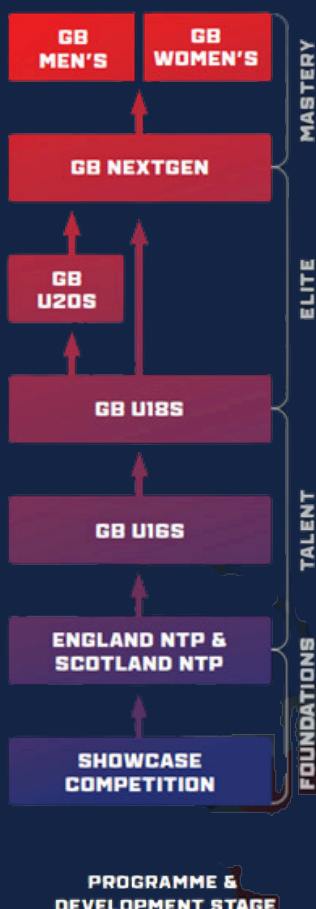 GB
MEN'S
GB
WOMEN'S
MASTERY
GB NEXTGEN
ELITE
GB
U20S
GB U18S
TALENT
GB U16S
ENGLAND NTP &
SCOTLAND NTP
FOUNDATIONS
SHOWCASE
COMPETITION
PROGRAMME &
DEVELOPMENT STAGE